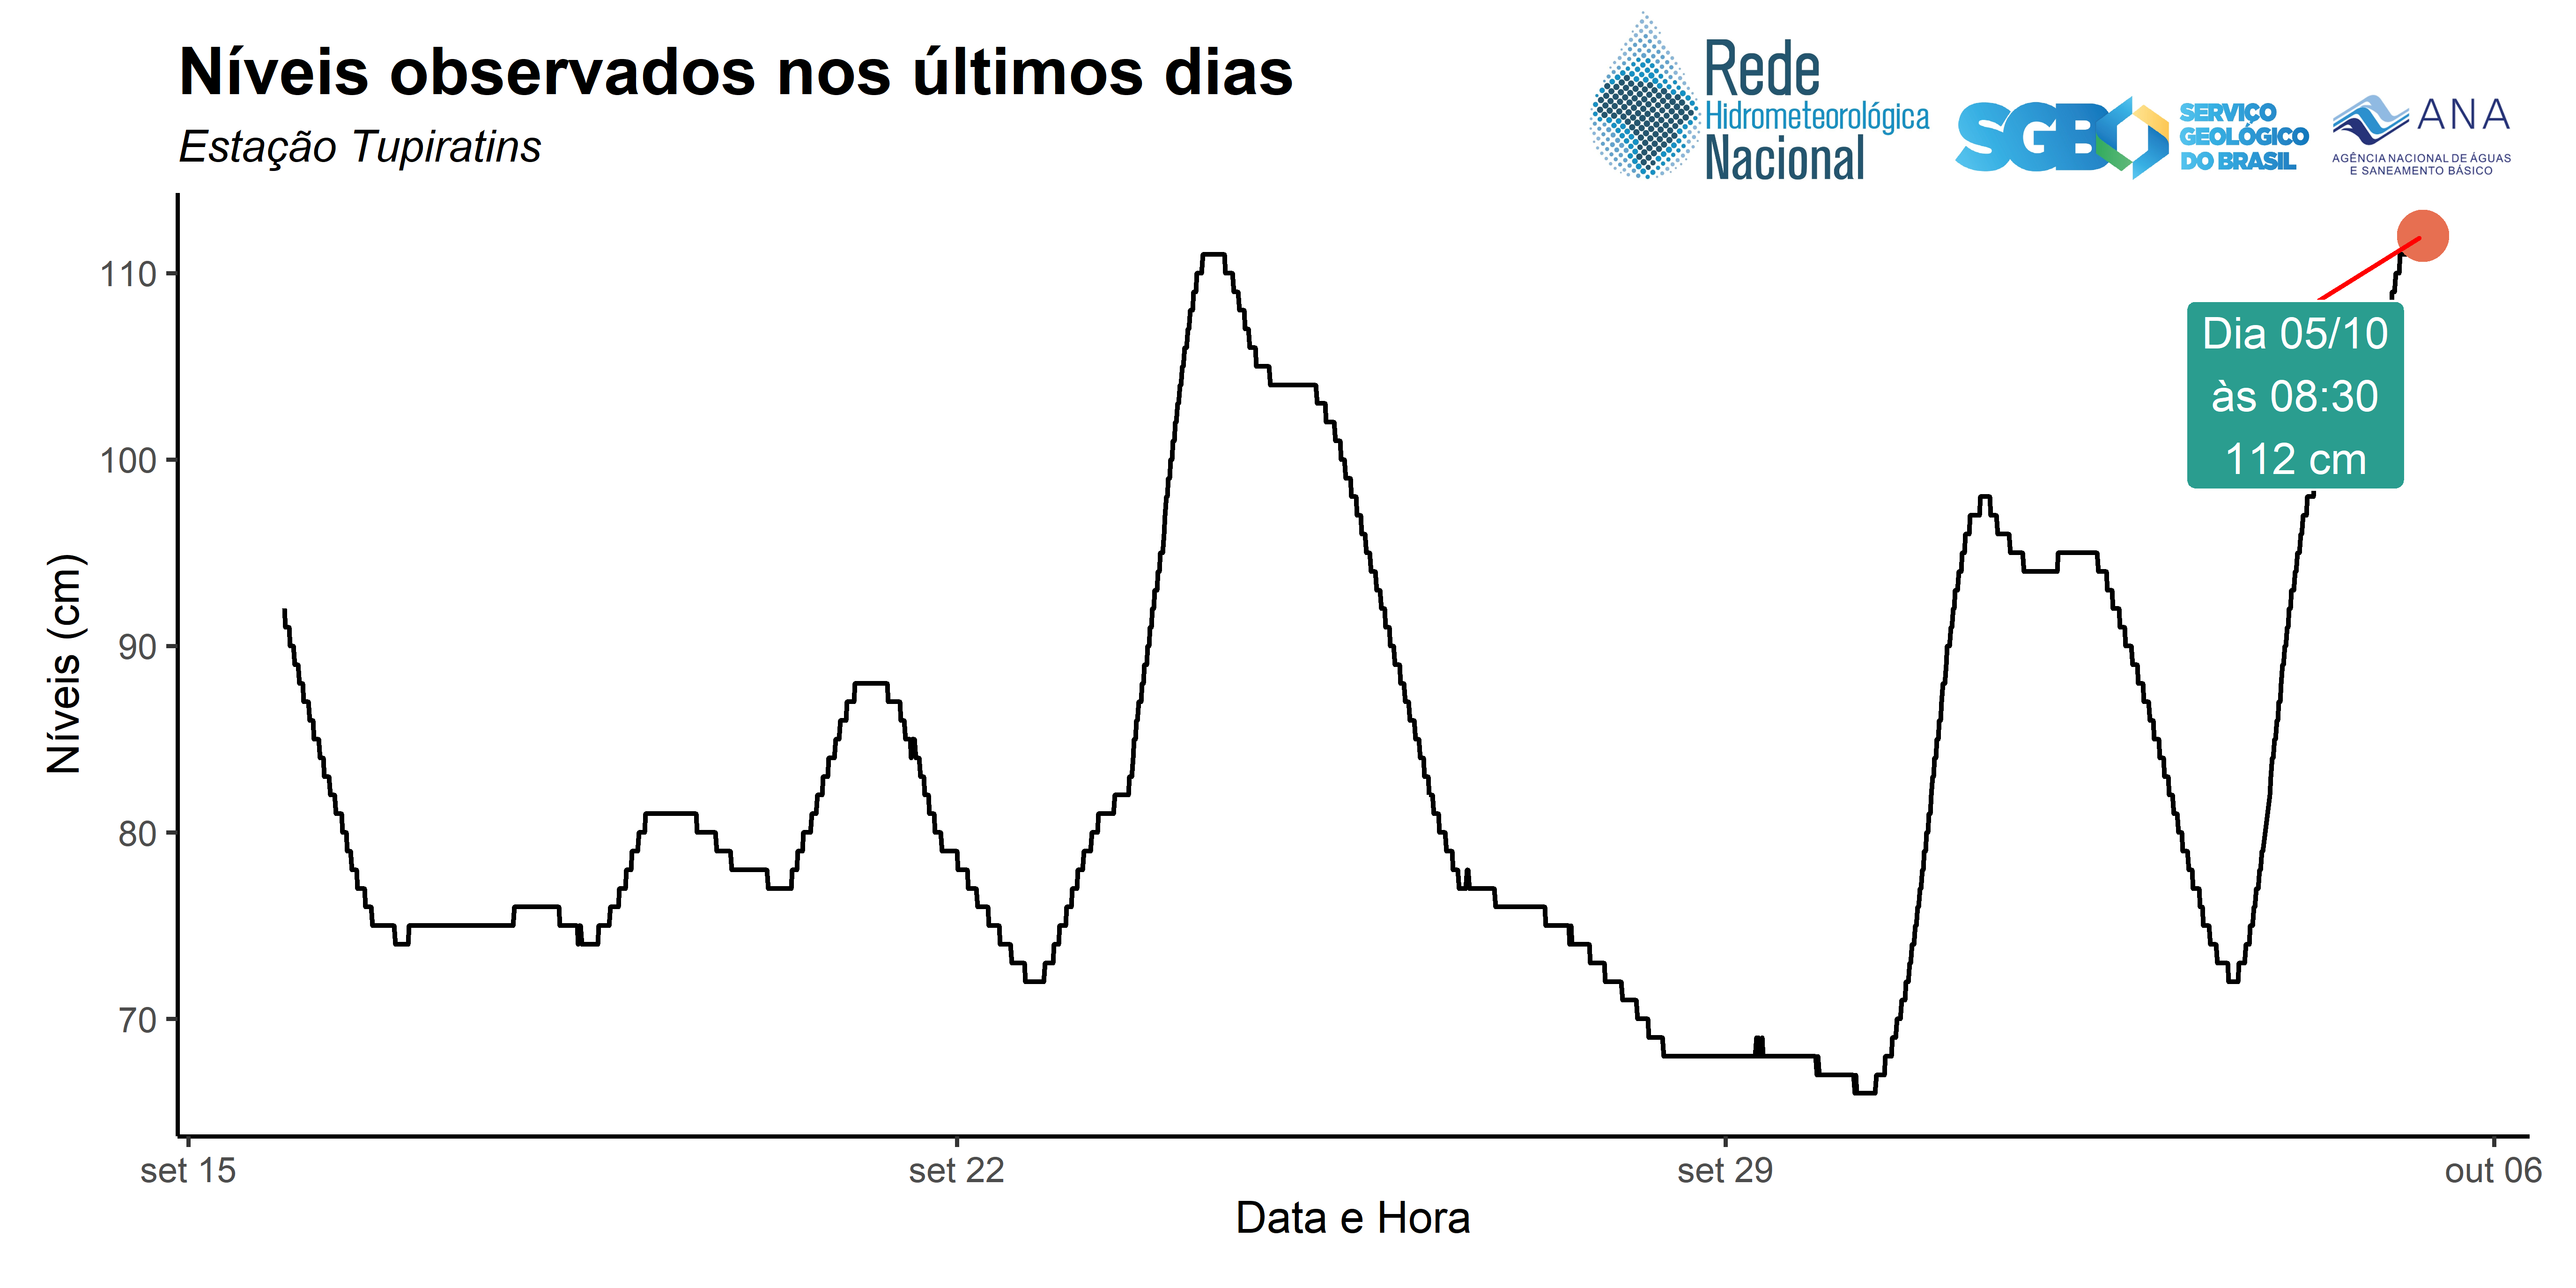 Níveis observados nos últimos dias
Estação Tupiratins
Rede
Hidrometeorológica
Nacional
SGB
SERVIÇO
GEOLÓGICO
DO BRASIL
ANA
AGÊNCIA NACIONAL DE ÁGUAS
E SANEAMENTO BÁSICO
110
100
90
80
70
Níveis (cm)
Dia 05/10
às 08:30
112 cm
set 15
set 22
set 29
out 06
Data e Hora